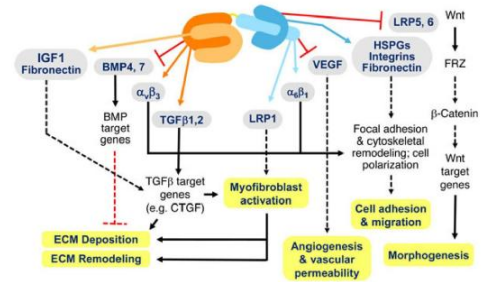 LRP5, 6
Wnt
IGF1
Fibronectin
BMP4, 7
VEGF
HSPGs
Integrins
Fibronectin
FRZ
αvβ3
α6β1
TGFβ1,2
LRP1
BMP
target
genes
β-Catenin
Focal adhesion
& cytoskeletal
remodeling; cell
polarization
Wnt
target
genes
TGFβ target
genes
(e.g. CTGF)
Myofibroblast
activation
Cell adhesion
& migration
ECM Deposition
ECM Remodeling
Angiogenesis
& vascular
permeability
Morphogenesis